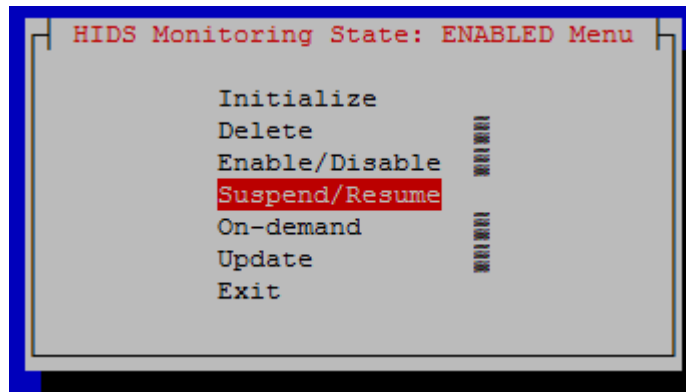 HIDS Monitoring State: ENABLED Menu
Initialize
Delete
Enable/Disable
Suspend/Resume
On-demand
Update
Exit